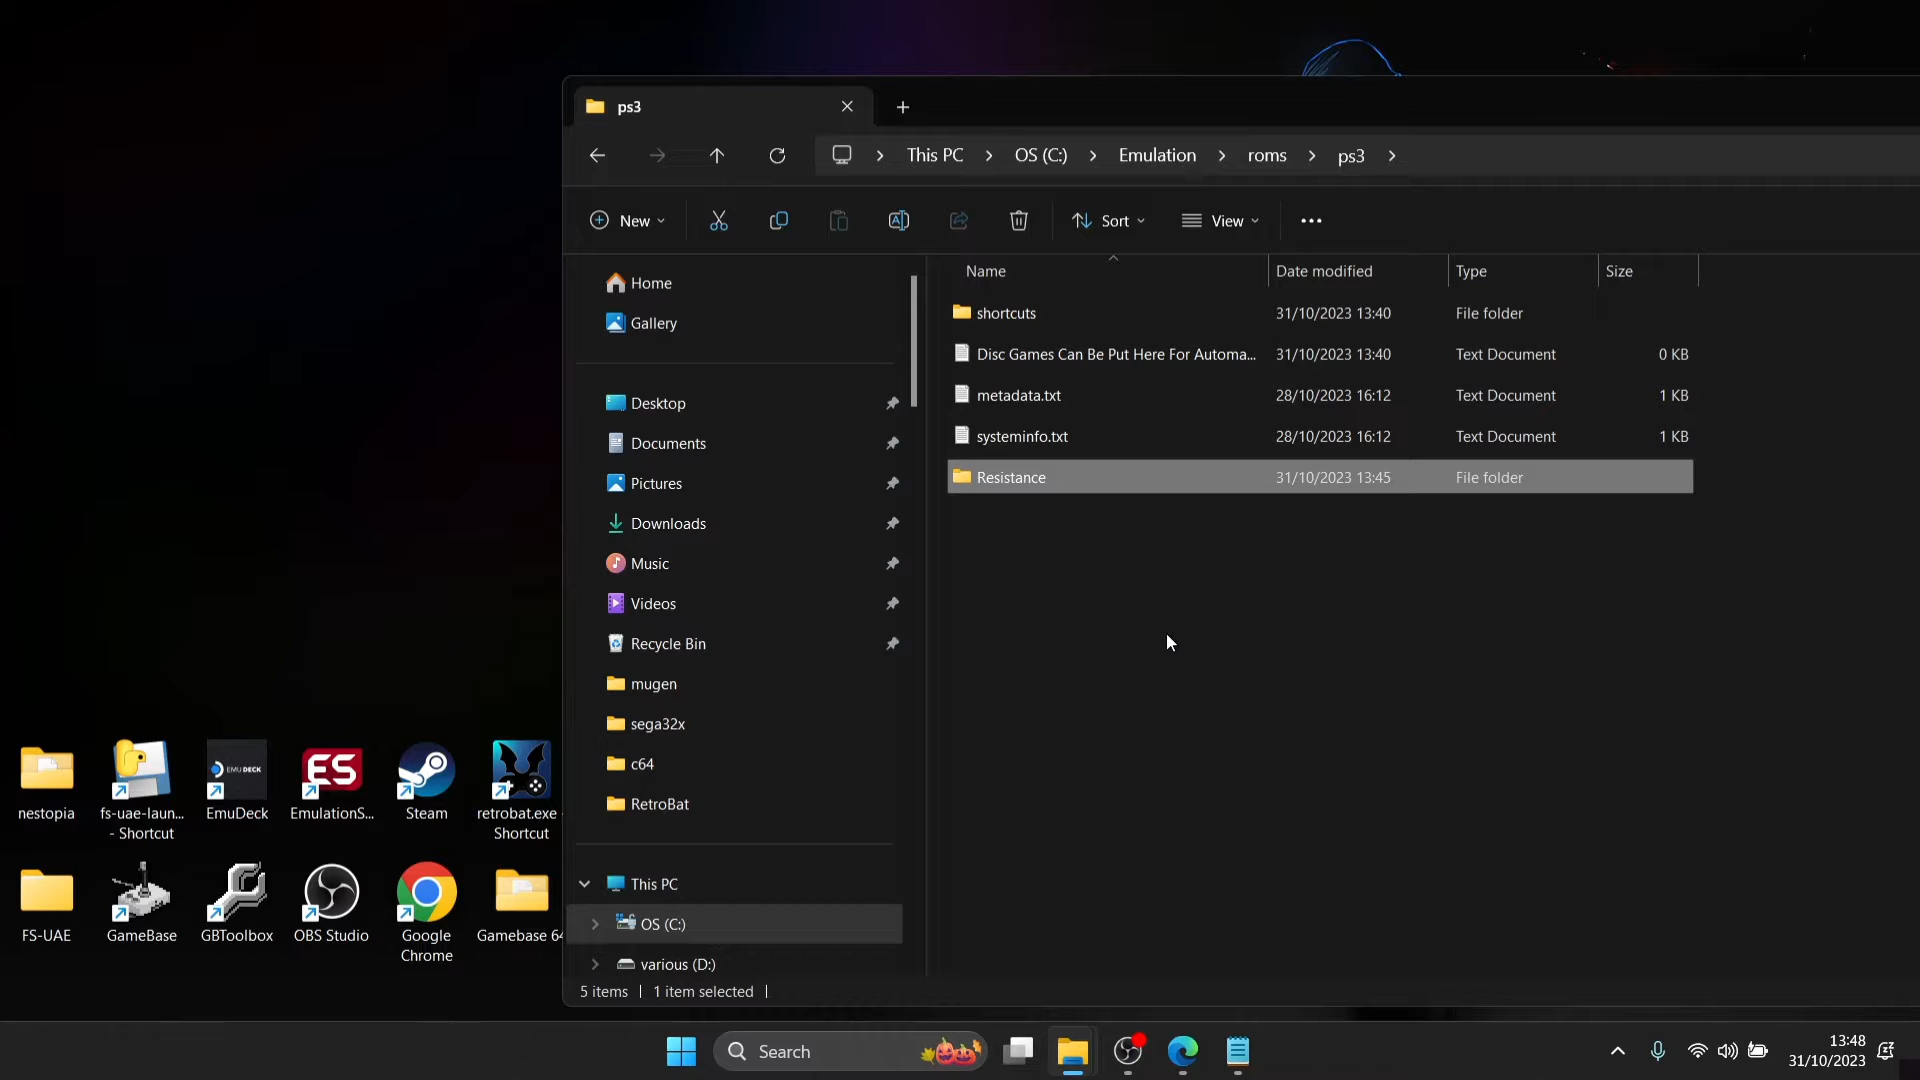 ps3
This PC
OS (C:)
Emulation
roms
ps3
New
Sort
View
Name
Date modified
Type
Size
Home
Gallery
Desktop
Documents
Pictures
Downloads
Music
Videos
Recycle Bin
mugen
sega32x
c64
RetroBat
This PC
OS (C:)
various (D:)
shortcuts 31/10/2023 13:40 File folder
Disc Games Can Be Put Here For Automa... 31/10/2023 13:40 Text Document 0 KB
metadata.txt 28/10/2023 16:12 Text Document 1 KB
systeminfo.txt 28/10/2023 16:12 Text Document 1 KB
Resistance 31/10/2023 13:45 File folder
5 items
1 item selected
EMU DECK
ES
nestopia
fs-uae-laun...
- Shortcut
EmuDeck
EmulationS...
Steam
retrobat.exe -
Shortcut
FS-UAE
GameBase
GBToolbox
OBS Studio
Google
Chrome
Gamebase 64
Search
13:48
31/10/2023